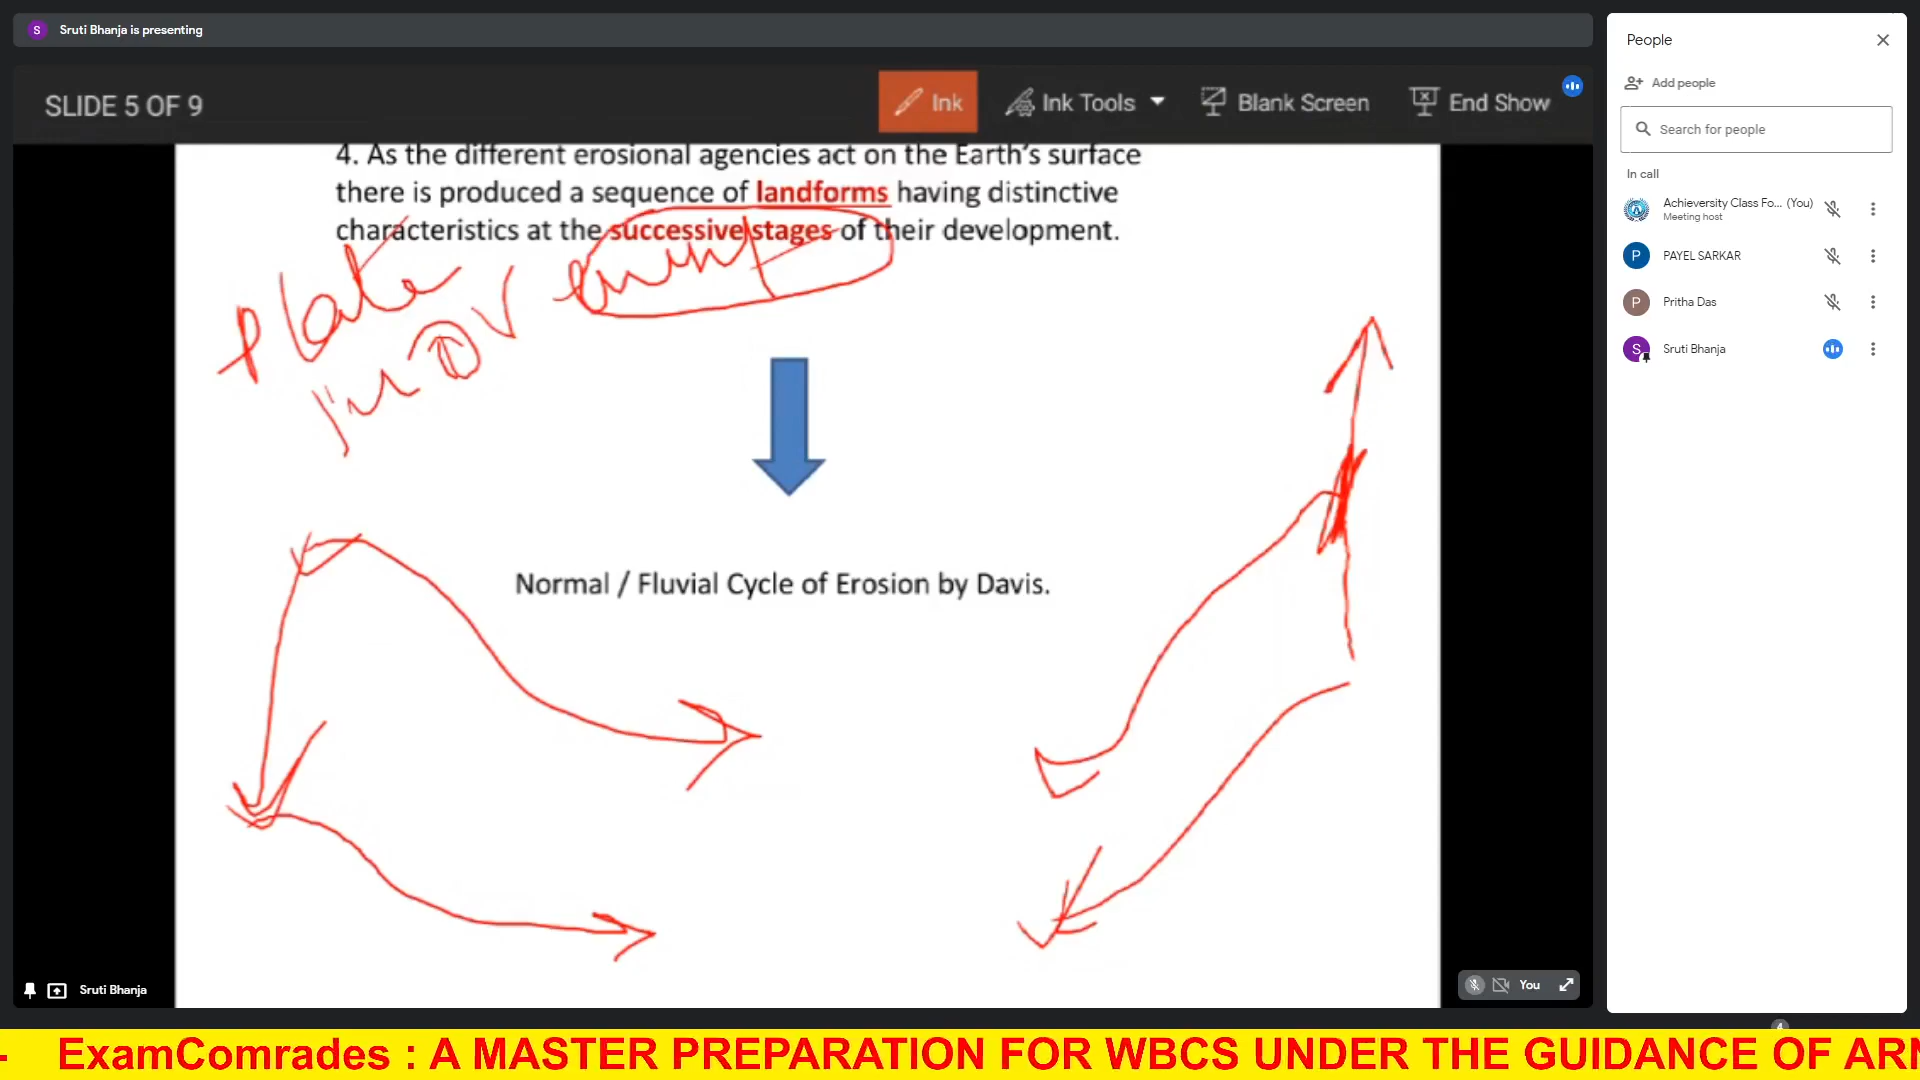 S Sruti Bhanja is presenting
SLIDE 5 OF 9
Ink
Ink Tools
Blank Screen
End Show
4. As the different erosional agencies act on the Earth's surface
there is produced a sequence of landforms having distinctive
characteristics at the successive stages of their development.
plate
Normal / Fluvial Cycle of Erosion by Davis.
Sruti Bhanja
You
People
Add people
Search for people
In call
Achieversity Class Fo... (You)
Meeting host
P PAYEL SARKAR
P Pritha Das
S Sruti Bhanja
4
- ExamComrades : A MASTER PREPARATION FOR WBCS UNDER THE GUIDANCE OF ARN